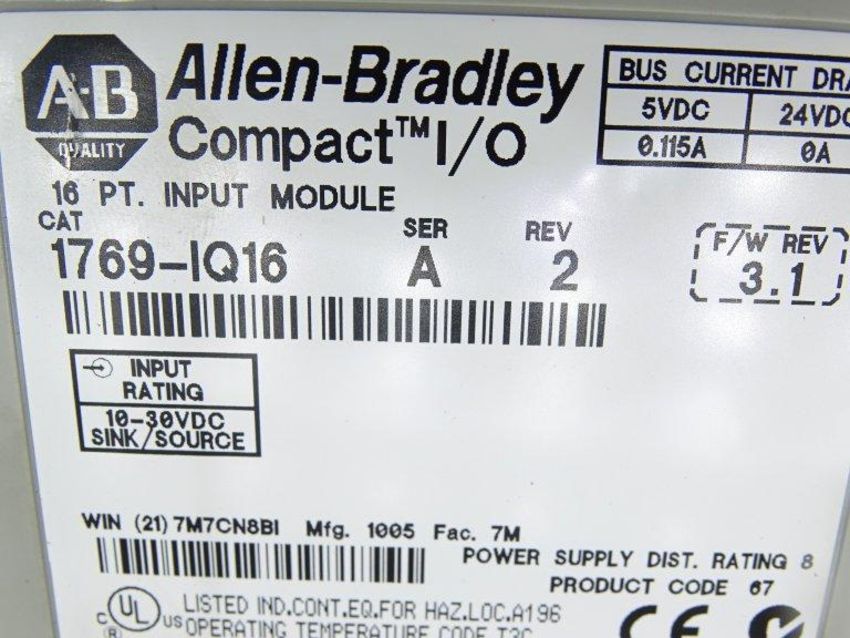 A-B
QUALITY
Allen-Bradley
Compact™ I/O
BUS CURRENT
5VDC 24VDC
0.115A 0A
16 PT. INPUT MODULE
CAT SER REV F/W REV
1769-IQ16 A 2 3.1
INPUT
RATING
10-30VDC
SINK/SOURCE
WIN (21) 7M7CN8BI Mfg. 1005 Fac. 7M
POWER SUPPLY DIST. RATING 8
PRODUCT CODE 67
c UL us LISTED IND.CONT.EQ.FOR HAZ.LOC.A196
® OPERATING TEMPERATURE CODE T3C
CE